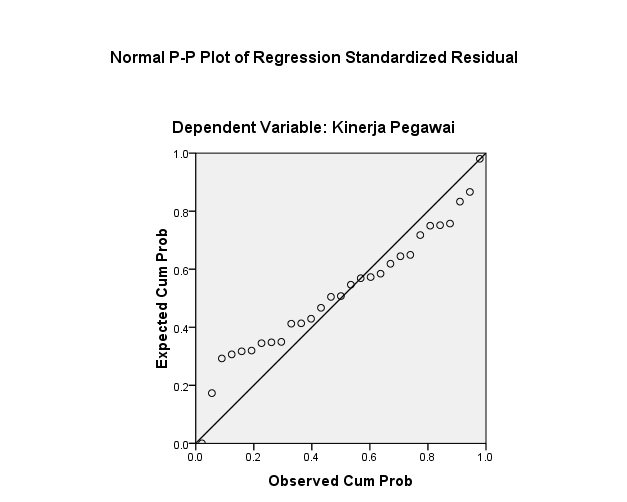 Normal P-P Plot of Regression Standardized Residual
Dependent Variable: Kinerja Pegawai
Expected Cum Prob
1.0
0.8
0.6
0.4
0.2
0.0
0.0 0.2 0.4 0.6 0.8 1.0
Observed Cum Prob